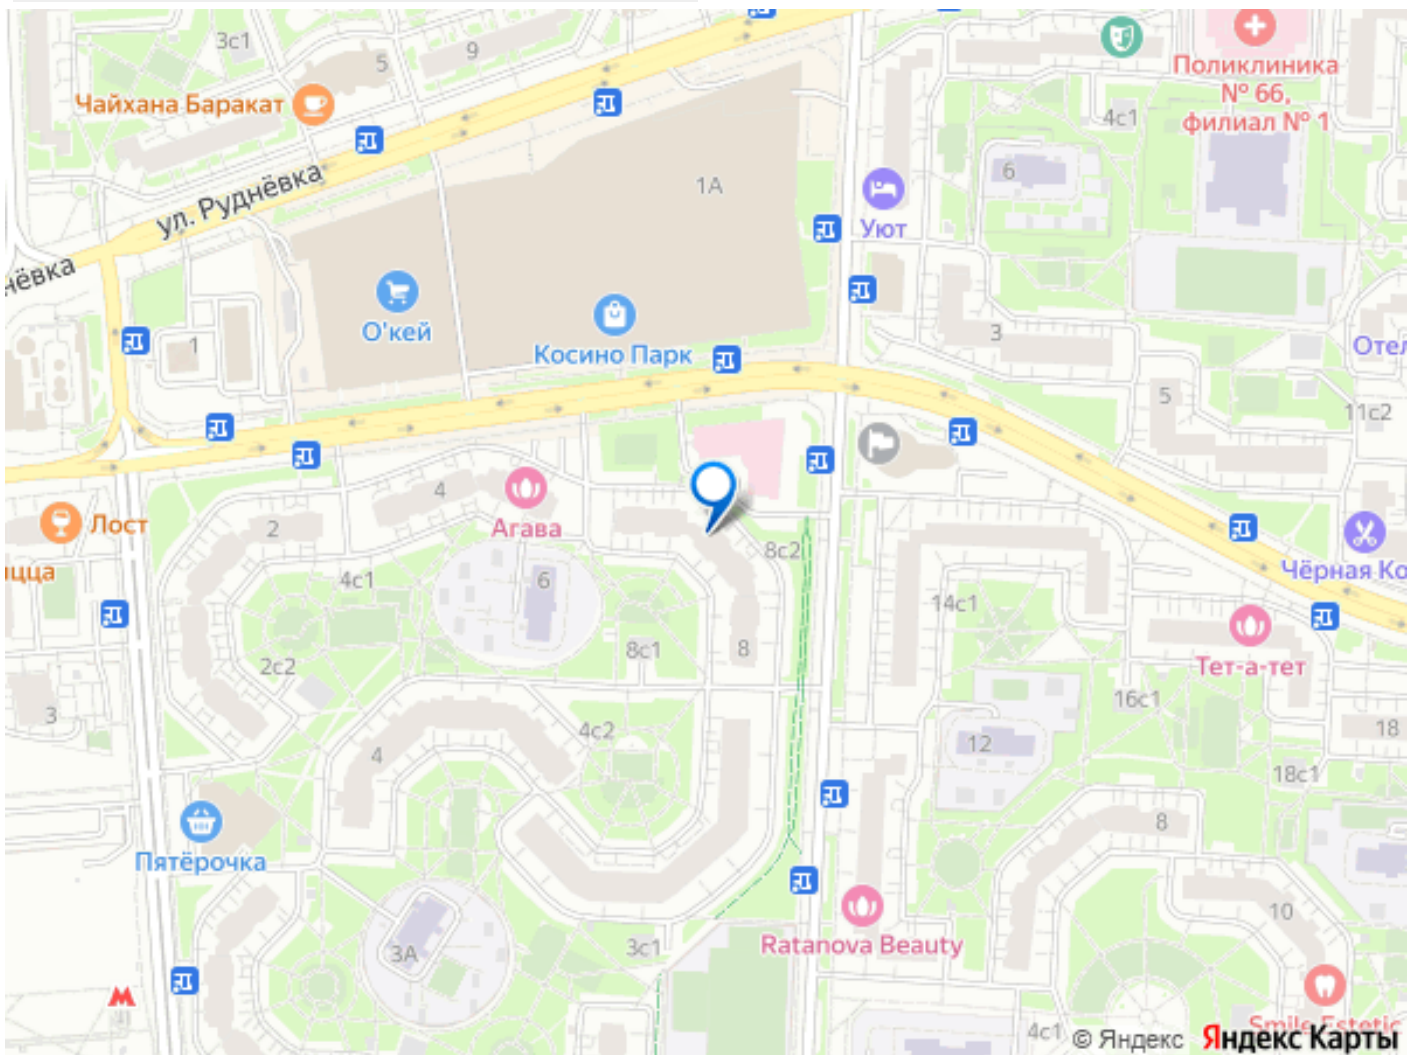 3с1
9
5
Чайхана Баракат
Поликлиника
№ 66,
филиал № 1
4с1
6
1А
ул. Руднёвка
Уют
нёвка
О'кей
Косино Парк
1
3
Отел
5
11с2
4
2
Лост
Агава
8с2
Чёрная Ко
ицца
4с1
6
14с1
8с1
8
Тет-а-тет
2с2
16с1
3
4с2
18
4
12
18с1
8
Пятёрочка
10
3А
3с1
Ratanova Beauty
М
Smile Estetic
4с1
© Яндекс Яндекс Карты